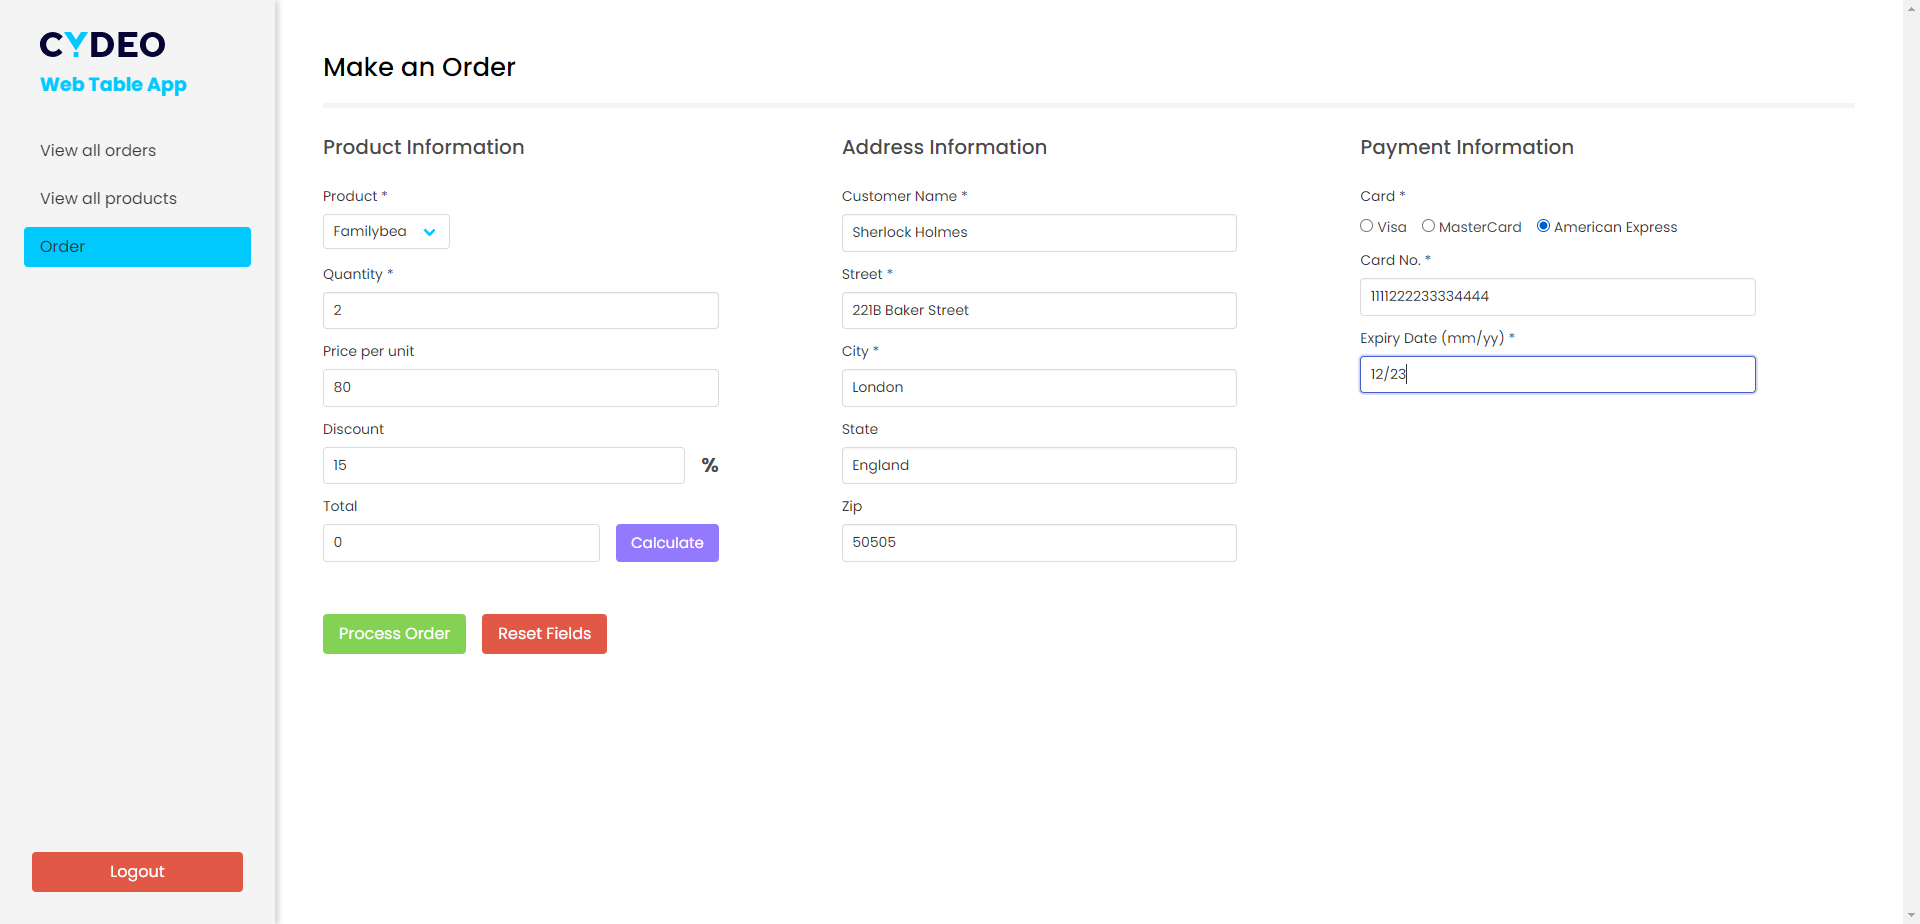 CYDEO
Web Table App
View all orders
View all products
Order
Logout
Make an Order
Product Information
Product *
Familybea
Quantity *
2
Price per unit
80
Discount
15
%
Total
0
Calculate
Process Order
Reset Fields
Address Information
Customer Name *
Sherlock Holmes
Street *
221B Baker Street
City *
London
State
England
Zip
50505
Payment Information
Card *
Visa MasterCard American Express
Card No. *
1111222233334444
Expiry Date (mm/yy) *
12/23